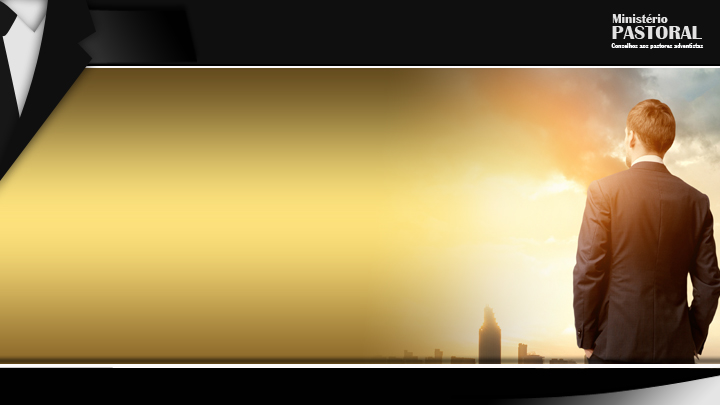 Ministério
PASTORAL
Conselhos aos pastores adventistas